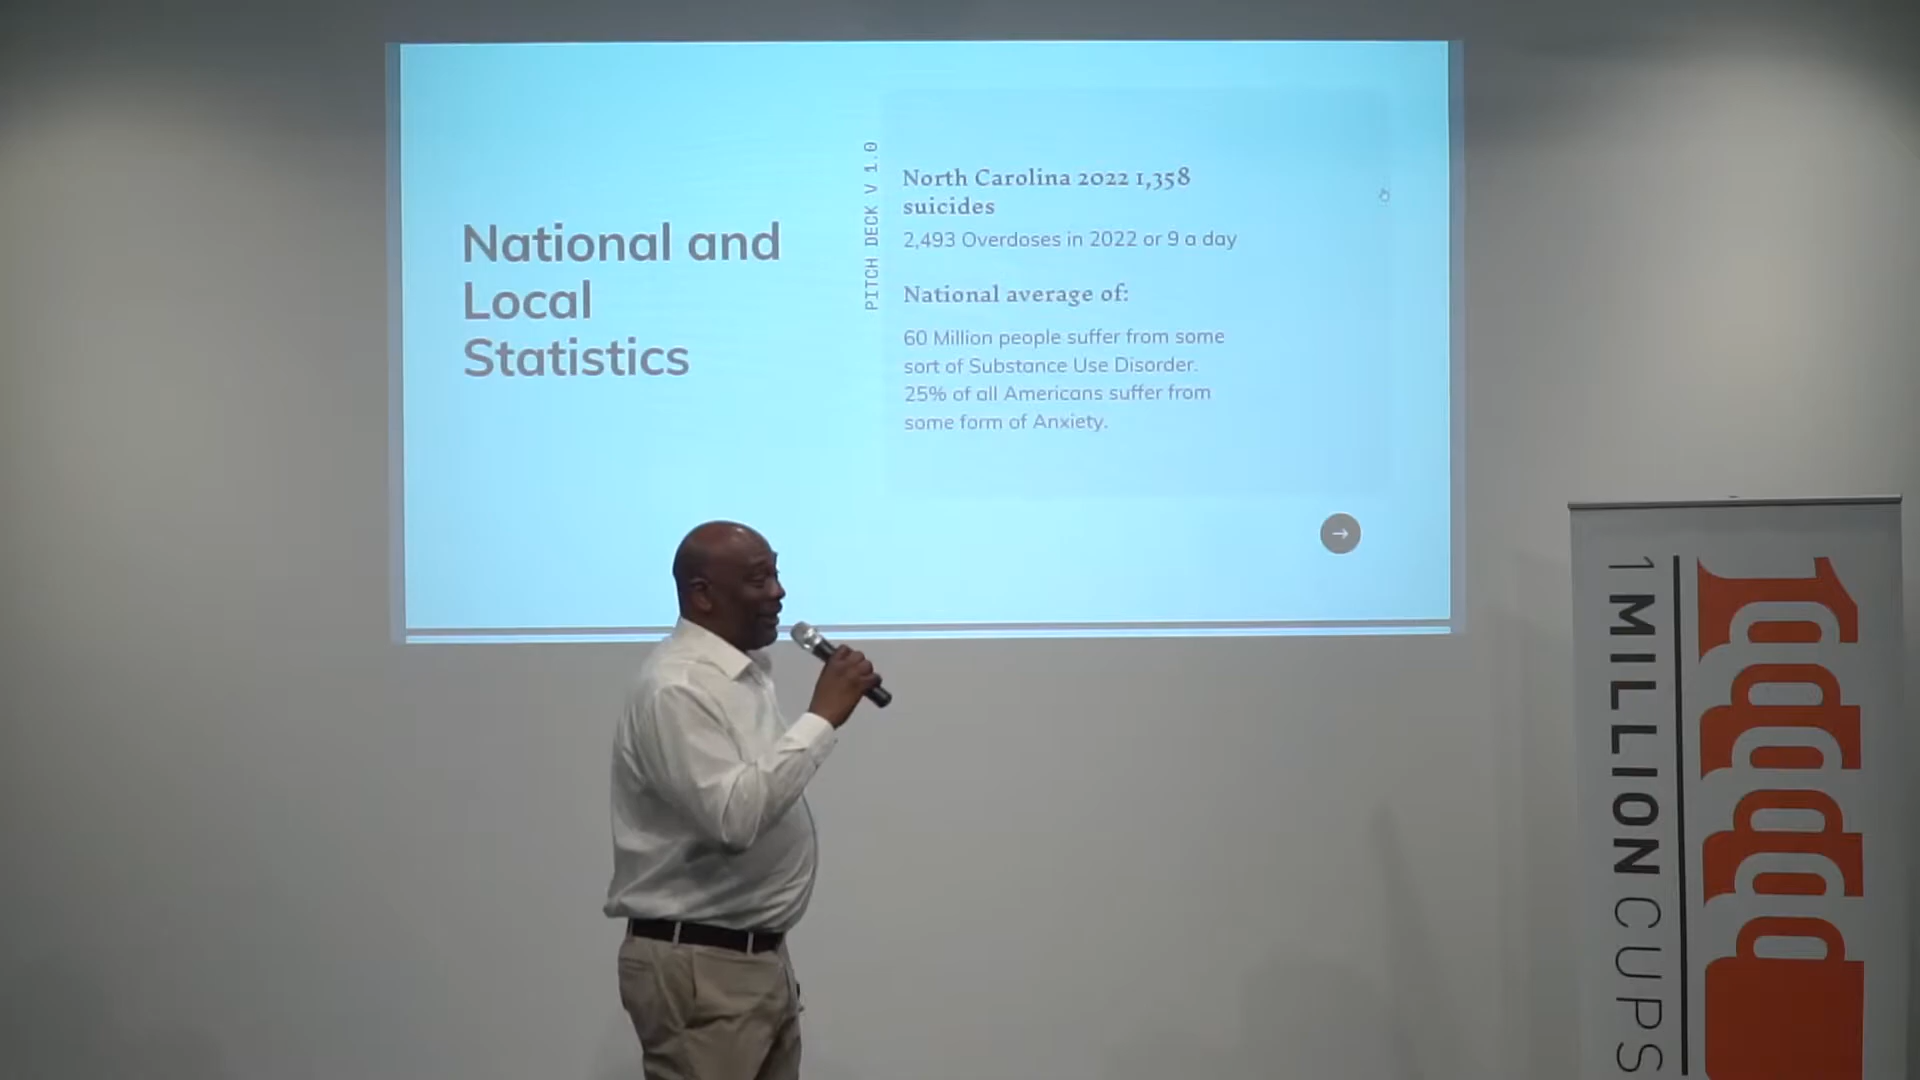 National and
Local
Statistics
PITCH DECK V 1.0
North Carolina 2022 1,358
suicides
2,493 Overdoses in 2022 or 9 a day
National average of:
60 Million people suffer from some
sort of Substance Use Disorder.
25% of all Americans suffer from
some form of Anxiety.
1 MILLION CUPS